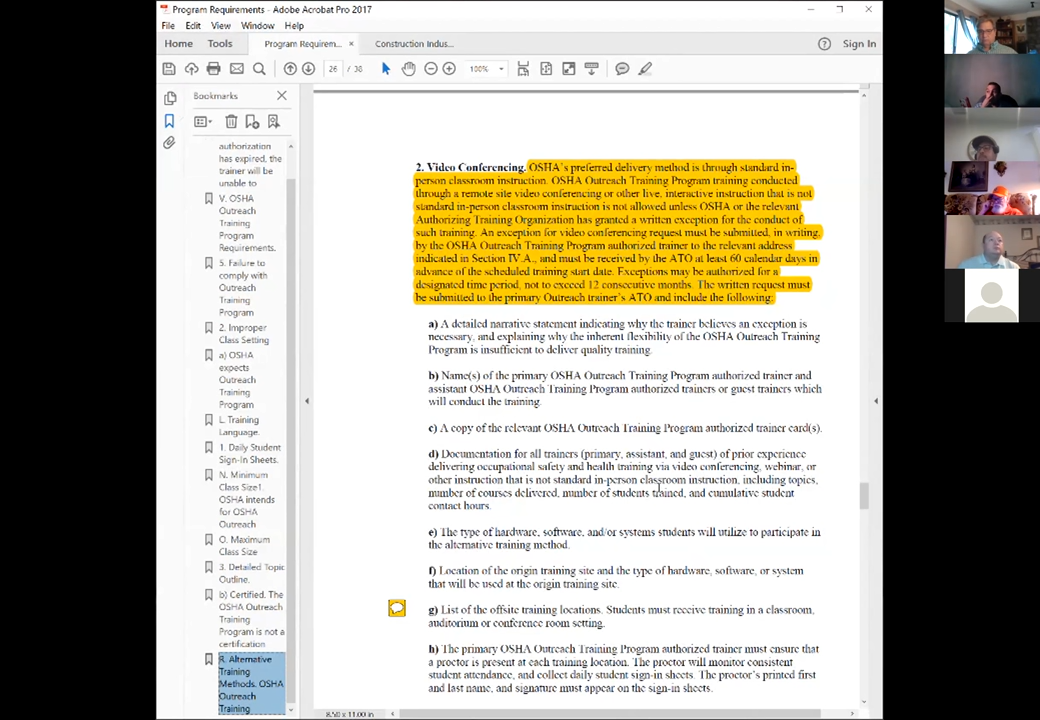 Program Requirements - Adobe Acrobat Pro 2017
File Edit View Window Help
Home Tools Program Requirem... × Construction Indus... Sign In
26 / 38 100%
Bookmarks
authorization
has expired, the
trainer will be
unable to
V. OSHA
Outreach
Training
Program
Requirements.
5. Failure to
comply with
OSHA
Outreach
Training
Program
2. Improper
Class Setting
a) OSHA
expects
Outreach
Training
Program
L. Training
Language.
1. Daily Student
Sign-In Sheets.
N. Minimum
Class Size1.
OSHA intends
for OSHA
Outreach
O. Maximum
Class Size
3. Detailed Topic
Outline.
b) Certified. The
OSHA Outreach
Training
Program is not a
certification
R. Alternative
Training
Methods. OSHA
Outreach
Training
2. Video Conferencing. OSHA's preferred delivery method is through standard in-
person classroom instruction. OSHA Outreach Training Program training conducted
through a remote site video conferencing or other live, interactive instruction that is not
standard in-person classroom instruction is not allowed unless OSHA or the relevant
Authorizing Training Organization has granted a written exception for the conduct of
such training. An exception for video conferencing request must be submitted, in writing,
by the OSHA Outreach Training Program authorized trainer to the relevant address
indicated in Section IV.A., and must be received by the ATO at least 60 calendar days in
advance of the scheduled training start date. Exceptions may be authorized for a
designated time period, not to exceed 12 consecutive months. The written request must
be submitted to the primary Outreach trainer's ATO and include the following:
a) A detailed narrative statement indicating why the trainer believes an exception is
necessary, and explaining why the inherent flexibility of the OSHA Outreach Training
Program is insufficient to deliver quality training.
b) Name(s) of the primary OSHA Outreach Training Program authorized trainer and
assistant OSHA Outreach Training Program authorized trainers or guest trainers which
will conduct the training.
c) A copy of the relevant OSHA Outreach Training Program authorized trainer card(s).
d) Documentation for all trainers (primary, assistant, and guest) of prior experience
delivering occupational safety and health training via video conferencing, webinar, or
other instruction that is not standard in-person classroom instruction, including topics,
number of courses delivered, number of students trained, and cumulative student
contact hours.
e) The type of hardware, software, and/or systems students will utilize to participate in
the alternative training method.
f) Location of the origin training site and the type of hardware, software, or system
that will be used at the origin training site.
g) List of the offsite training locations. Students must receive training in a classroom,
auditorium or conference room setting.
h) The primary OSHA Outreach Training Program authorized trainer must ensure that
a proctor is present at each training location. The proctor will monitor consistent
student attendance, and collect daily student sign-in sheets. The proctor's printed first
and last name, and signature must appear on the sign-in sheets.
8.50 x 11.00 in